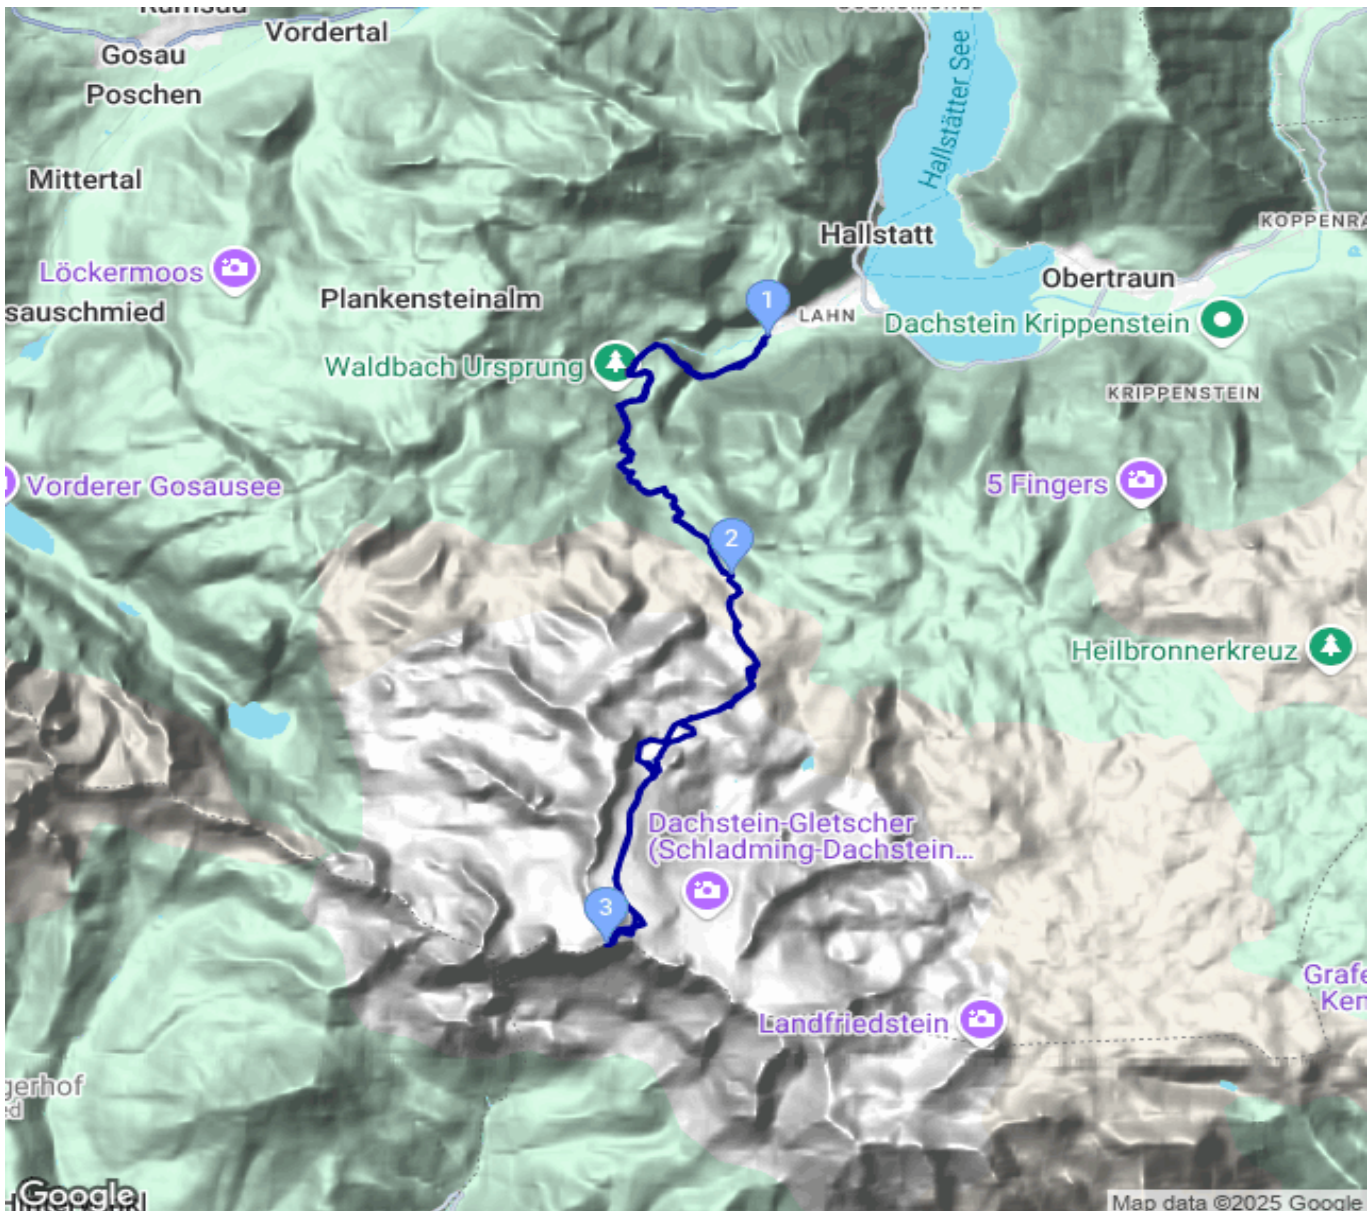 Vordertal
Gosau
Poschen
Hallstätter See
Mittertal
KOPPENRA
Hallstatt
Löckermoos
Obertraun
Plankensteinalm
1
sauschmied
LAHN
Dachstein Krippenstein
Waldbach Ursprung
KRIPPENSTEIN
Vorderer Gosausee
5 Fingers
2
Heilbronnerkreuz
Dachstein-Gletscher
(Schladming-Dachstein...
3
Grafe
Ker
Landfriedstein
gerhof
Google
Map data ©2025 Google